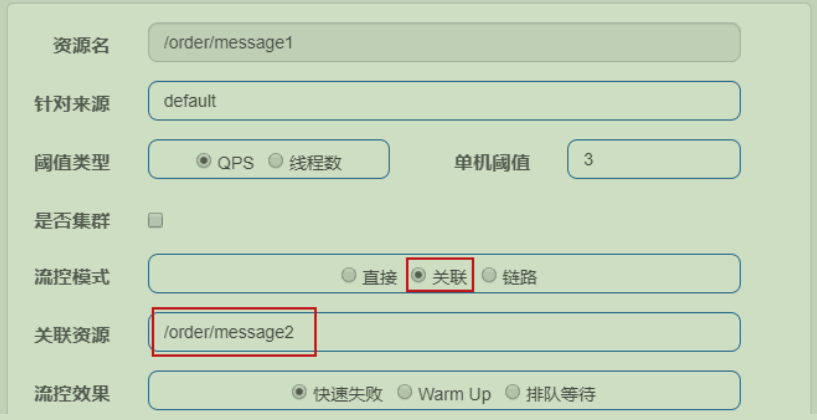 资源名 /order/message1
针对来源 default
阈值类型 QPS 线程数 单机阈值 3
是否集群
流控模式 直接 关联 链路
关联资源 /order/message2
流控效果 快速失败 Warm Up 排队等待